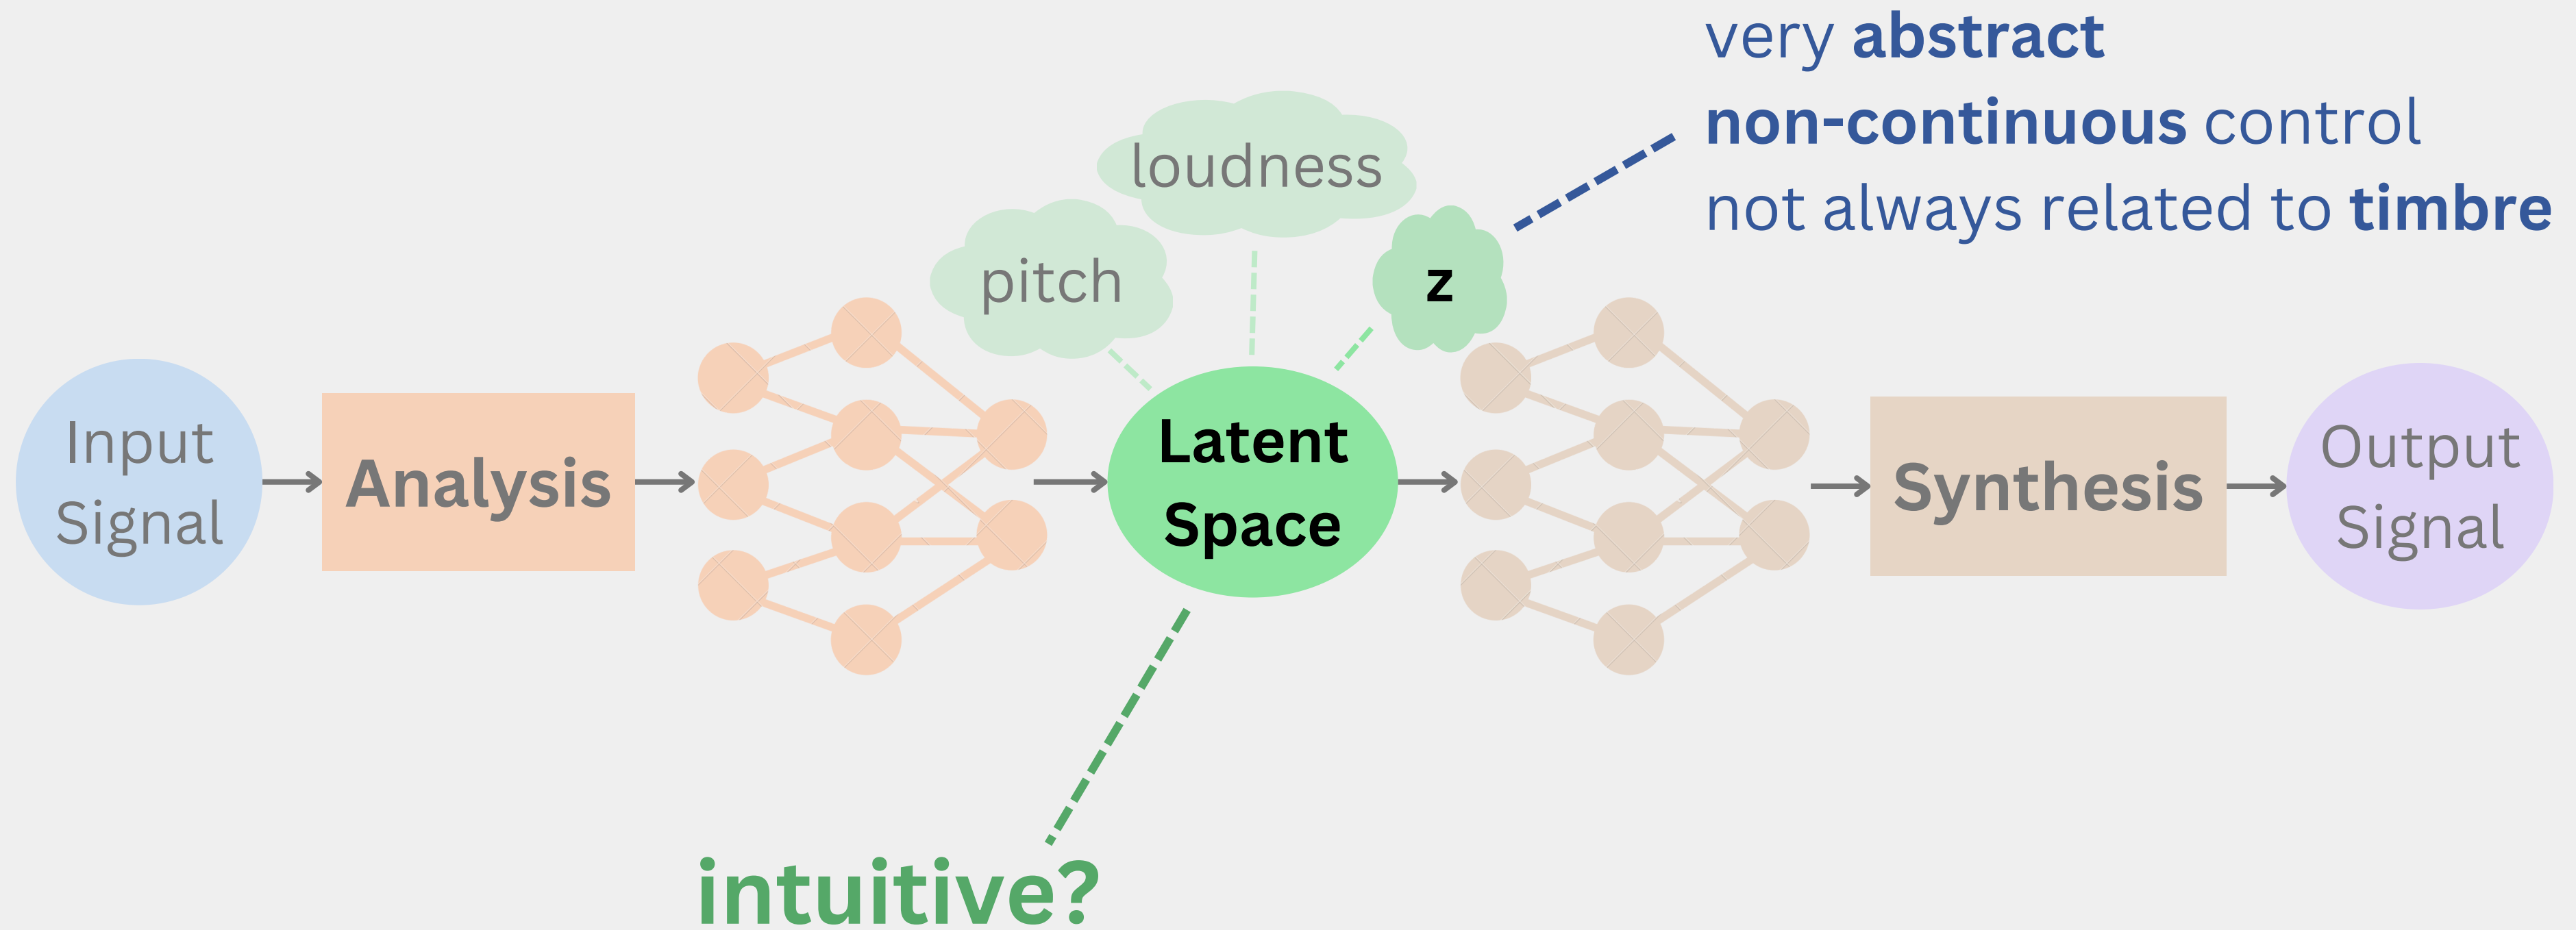 very abstract
non-continuous control
not always related to timbre
loudness
pitch
z
Input
Signal
Analysis
Latent
Space
Synthesis
Output
Signal
intuitive?